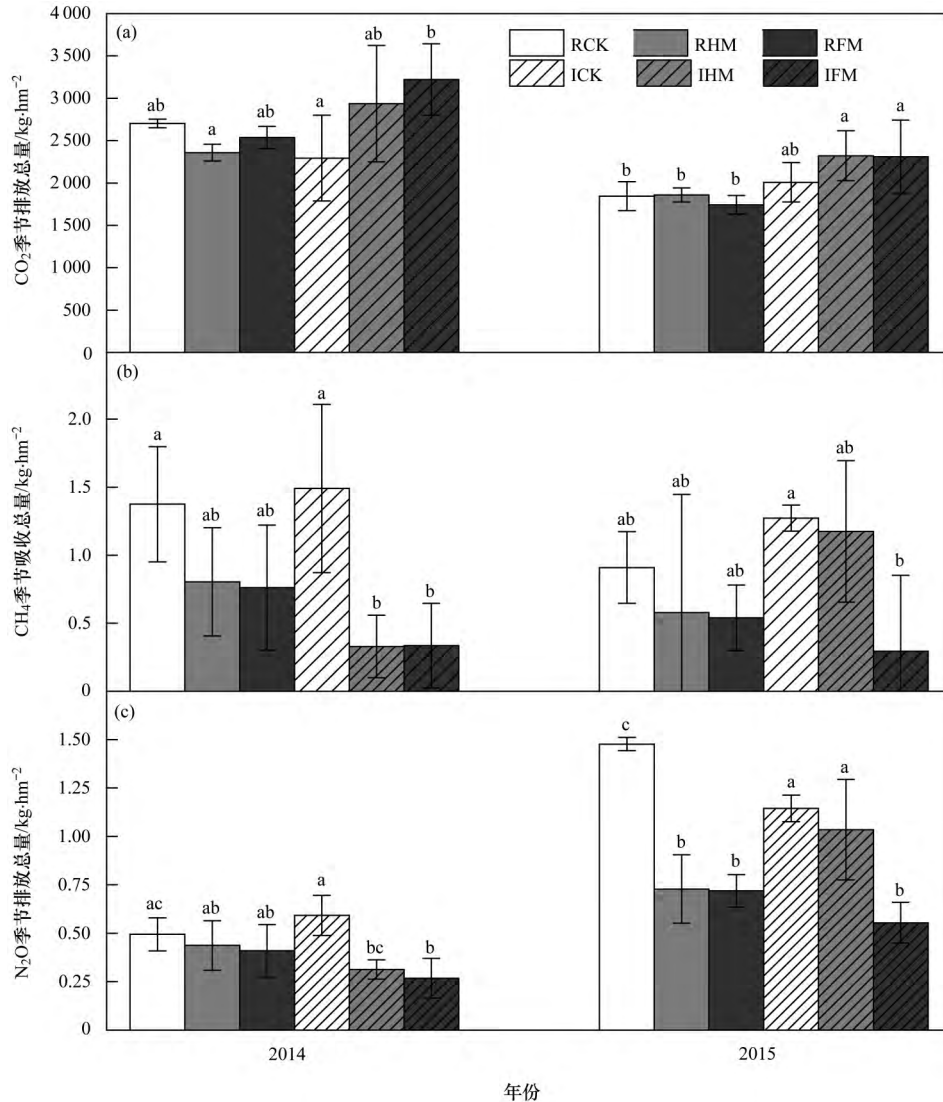 4 000
(a)
3 500
3 000
2 500
2 000
1 500
1 000
500
0
CO₂季节排放总量/kg·hm⁻²
RCK RHM RFM
ICK IHM IFM
ab a ab a ab b
b b b ab a a
(b)
2.0
1.5
1.0
0.5
0
CH₄季节吸收总量/kg·hm⁻²
a ab ab a b b
ab ab ab a ab b
(c)
1.50
1.25
1.00
0.75
0.50
0.25
0
N₂O季节排放总量/kg·hm⁻²
ac ab ab a bc b
c b b a a b
2014 2015
年份